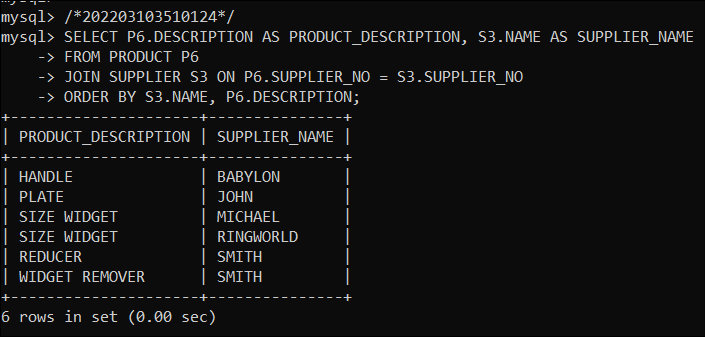 mysql> /*202203103510124*/
mysql> SELECT P6.DESCRIPTION AS PRODUCT_DESCRIPTION, S3.NAME AS SUPPLIER_NAME
    -> FROM PRODUCT P6
    -> JOIN SUPPLIER S3 ON P6.SUPPLIER_NO = S3.SUPPLIER_NO
    -> ORDER BY S3.NAME, P6.DESCRIPTION;
+---------------------+---------------+
| PRODUCT_DESCRIPTION | SUPPLIER_NAME |
+---------------------+---------------+
| HANDLE              | BABYLON       |
| PLATE               | JOHN          |
| SIZE WIDGET         | MICHAEL       |
| SIZE WIDGET         | RINGWORLD     |
| REDUCER             | SMITH         |
| WIDGET REMOVER      | SMITH         |
+---------------------+---------------+
6 rows in set (0.00 sec)